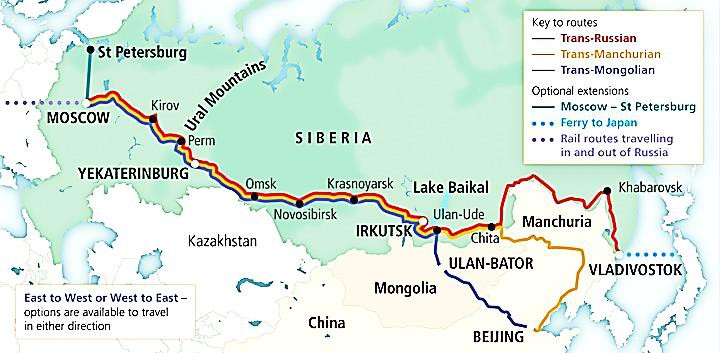 Key to routes
Trans-Russian
Trans-Manchurian
Trans-Mongolian
Optional extensions
Moscow – St Petersburg
Ferry to Japan
Rail routes travelling
in and out of Russia
St Petersburg
MOSCOW
Kirov
Ural Mountains
Perm
YEKATERINBURG
SIBERIA
Omsk
Novosibirsk
Krasnoyarsk
Lake Baikal
IRKUTSK
Ulan-Ude
Chita
Khabarovsk
Manchuria
VLADIVOSTOK
Kazakhstan
ULAN-BATOR
Mongolia
China
BEIJING
East to West or West to East –
options are available to travel
in either direction